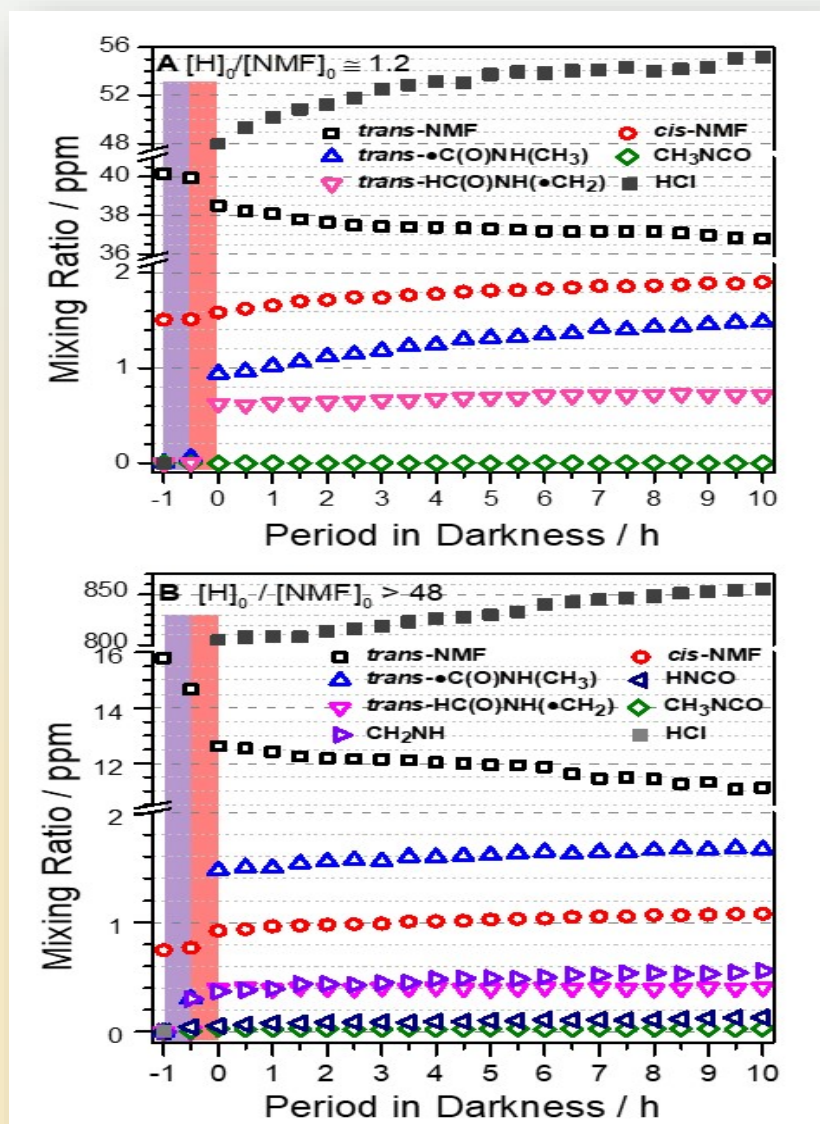 56
A [H]₀/[NMF]₀ ≅ 1.2
52
48
trans-NMF
cis-NMF
trans-•C(O)NH(CH₃)
CH₃NCO
trans-HC(O)NH(•CH₂)
HCl
40
38
36
2
1
0
Mixing Ratio / ppm
-1 0 1 2 3 4 5 6 7 8 9 10
Period in Darkness / h
850
B [H]₀ / [NMF]₀ > 48
800
trans-NMF
cis-NMF
trans-•C(O)NH(CH₃)
HNCO
trans-HC(O)NH(•CH₂)
CH₃NCO
CH₂NH
HCl
16
14
12
2
1
0
Mixing Ratio / ppm
-1 0 1 2 3 4 5 6 7 8 9 10
Period in Darkness / h